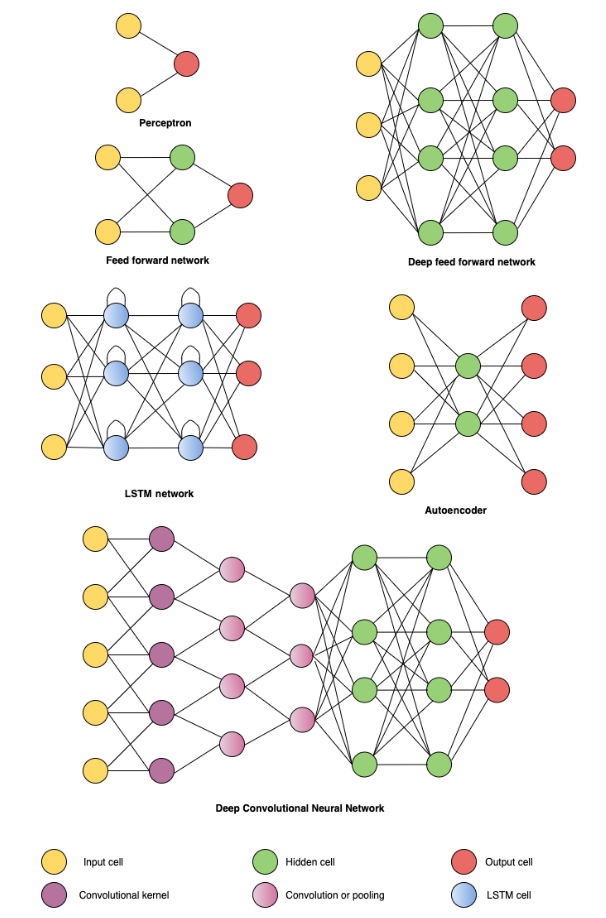 Perceptron
Feed forward network
Deep feed forward network
LSTM network
Autoencoder
Deep Convolutional Neural Network
Input cell
Hidden cell
Output cell
Convolutional kernel
Convolution or pooling
LSTM cell